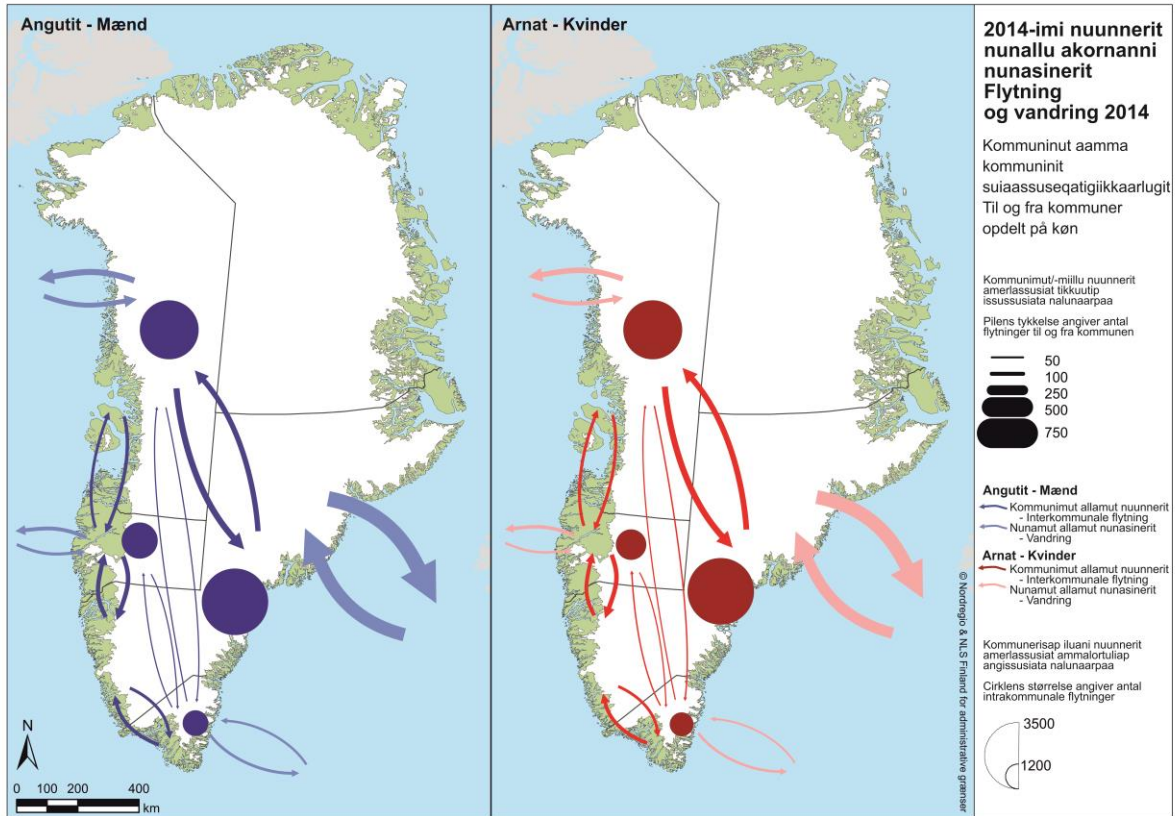 Angutit - Mænd
Arnat - Kvinder
2014-imi nuunnerit
nunallu akornanni
nunasinerit
Flytning
og vandring 2014
Kommuninut aamma
kommuninit
suiaassuseqatigiikkaarlugit
Til og fra kommuner
opdelt på køn
Kommunimut/-miillu nuunnerit
amerlassusiat tikkuutip
issussusiata nalunaarpaa
Pilens tykkelse angiver antal
flytninger til og fra kommunen
50
100
250
500
750
Angutit - Mænd
Kommunimut allamut nuunnerit
- Interkommunale flytning
Nunamut allamut nunasinerit
- Vandring
Arnat - Kvinder
Kommunimut allamut nuunnerit
- Interkommunale flytning
Nunamut allamut nunasinerit
- Vandring
Kommunerisap iluani nuunnerit
amerlassusiat ammalortuliap
angissusiata nalunaarpaa
Cirklens størrelse angiver antal
intrakommunale flytninger
3500
1200
N
0 100 200 400
km
© Nordregio & NLS Finland for administrative grænser